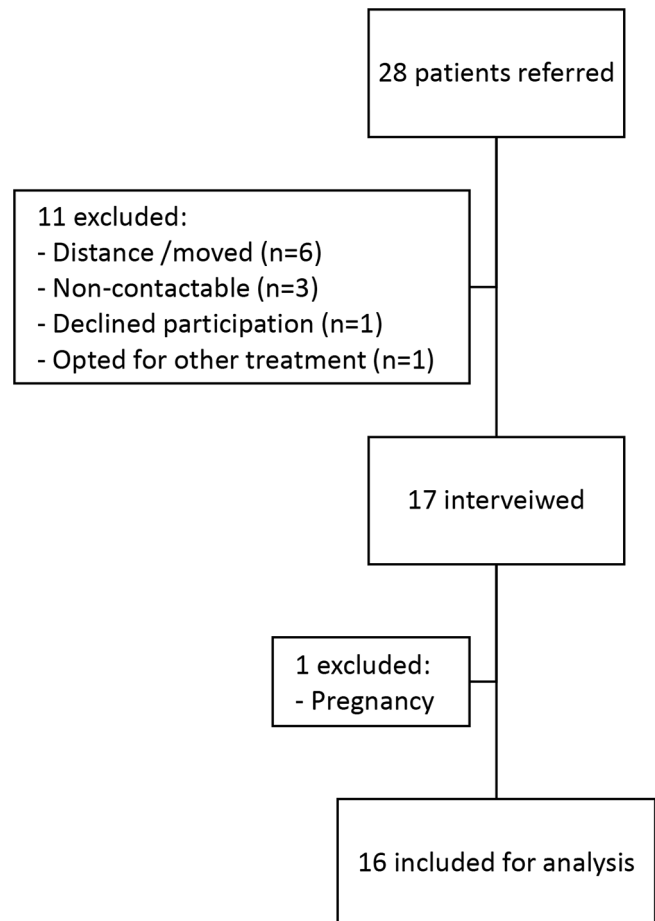 28 patients referred
11 excluded:
- Distance /moved (n=6)
- Non-contactable (n=3)
- Declined participation (n=1)
- Opted for other treatment (n=1)
17 interveiwed
1 excluded:
- Pregnancy
16 included for analysis